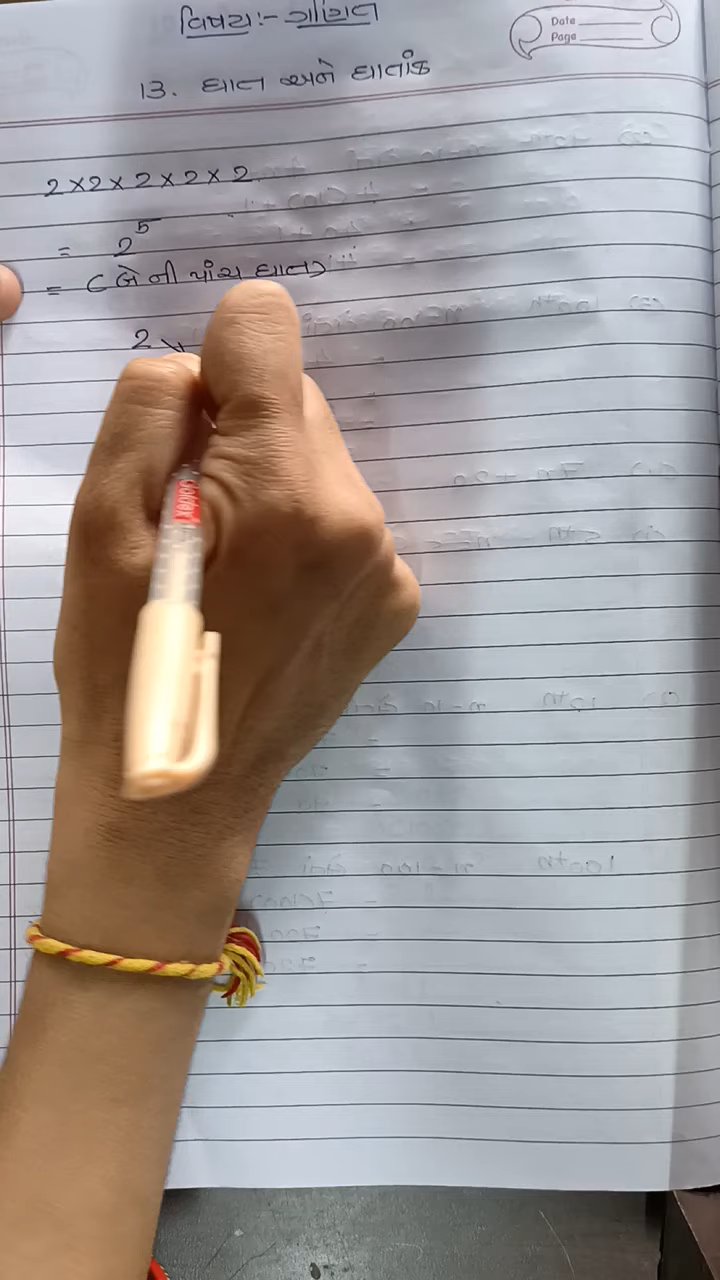 વિષય:- ગણિત
Date
Page
13. ઘાત અને ઘાતાંક
2×2×2×2×2
= 2⁵
= (બે ની પાંચ ઘાત)
2 ×